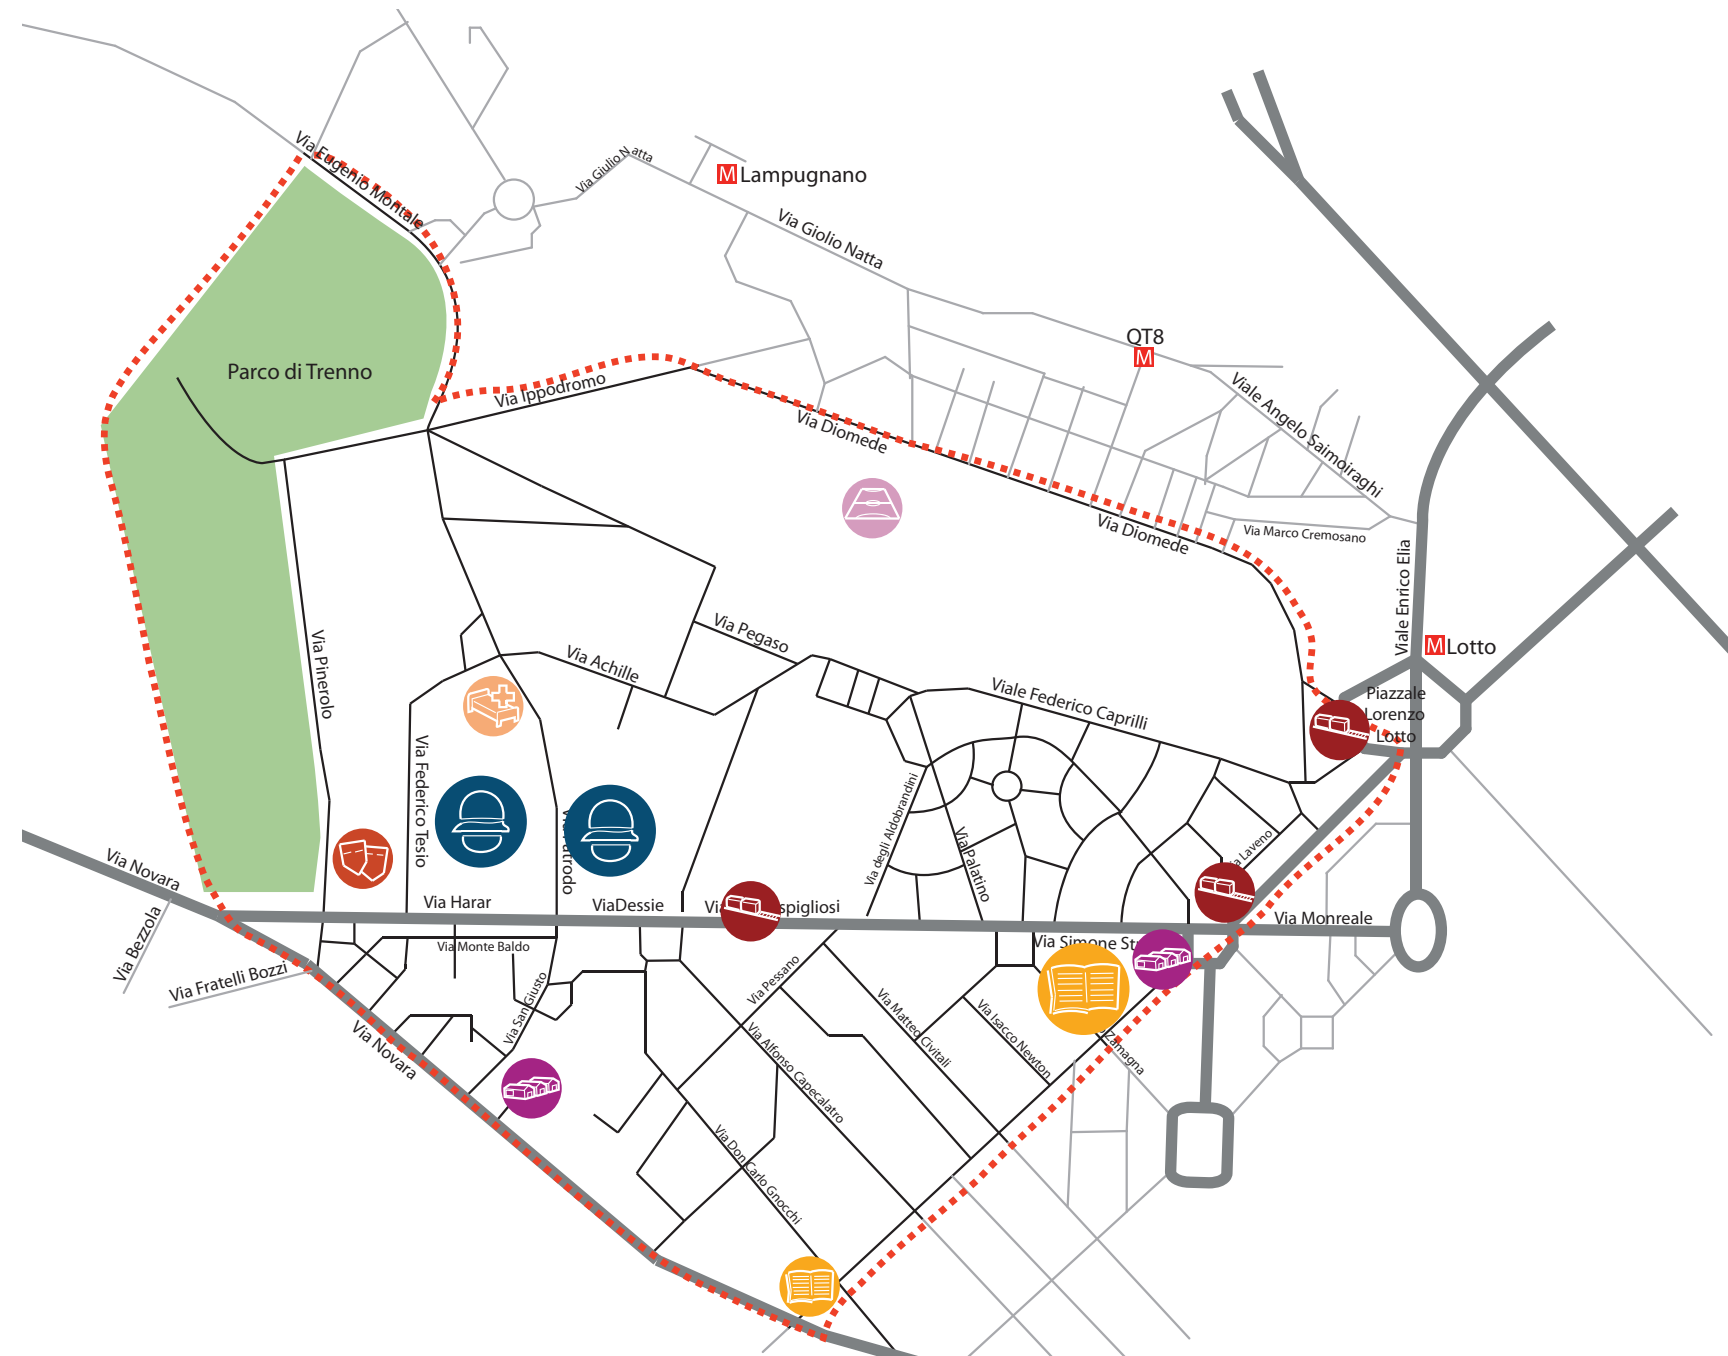 Via Eugenio Montale
Via Giulio Natta
M Lampugnano
Via Giolio Natta
QT8
M
Parco di Trenno
Via Ippodromo
Via Diomede
Viale Angelo Saimoiraghi
Via Diomede
Via Marco Cremosano
Viale Enrico Elia
M Lotto
Via Pinerolo
Via Achille
Via Pegaso
Viale Federico Caprilli
Piazzale
Lorenzo
Lotto
Via Federico Tesio
Via degli Aldobrandini
Via Palatino
Via Novara
Via Harar
ViaDessie
Via Monreale
Via Bezzola
Via Monte Baldo
Via Simone
Via Fratelli Bozzi
Via San Giusto
Via Pessano
Via Matteo Civitali
Via Isacco Newton
Via Novara
Via Alfonso Capecalatro
Via Don Carlo Gnocchi